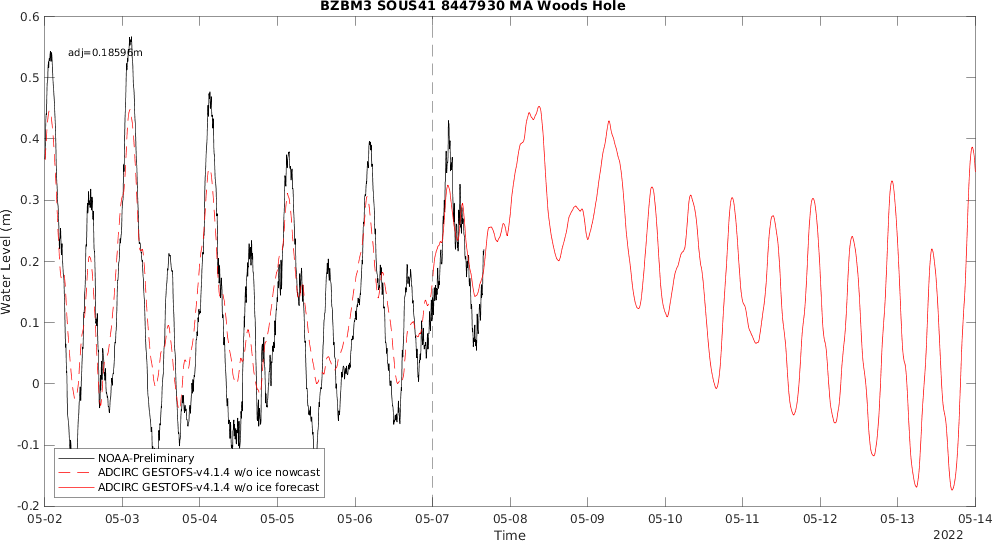 BZBM3 SOUS41 8447930 MA Woods Hole
adj=0.18596m
Water Level (m)
0.6
0.5
0.4
0.3
0.2
0.1
0
-0.1
-0.2
NOAA-Preliminary
ADCIRC GESTOFS-v4.1.4 w/o ice nowcast
ADCIRC GESTOFS-v4.1.4 w/o ice forecast
05-02 05-03 05-04 05-05 05-06 05-07 05-08 05-09 05-10 05-11 05-12 05-13 05-14
Time
2022